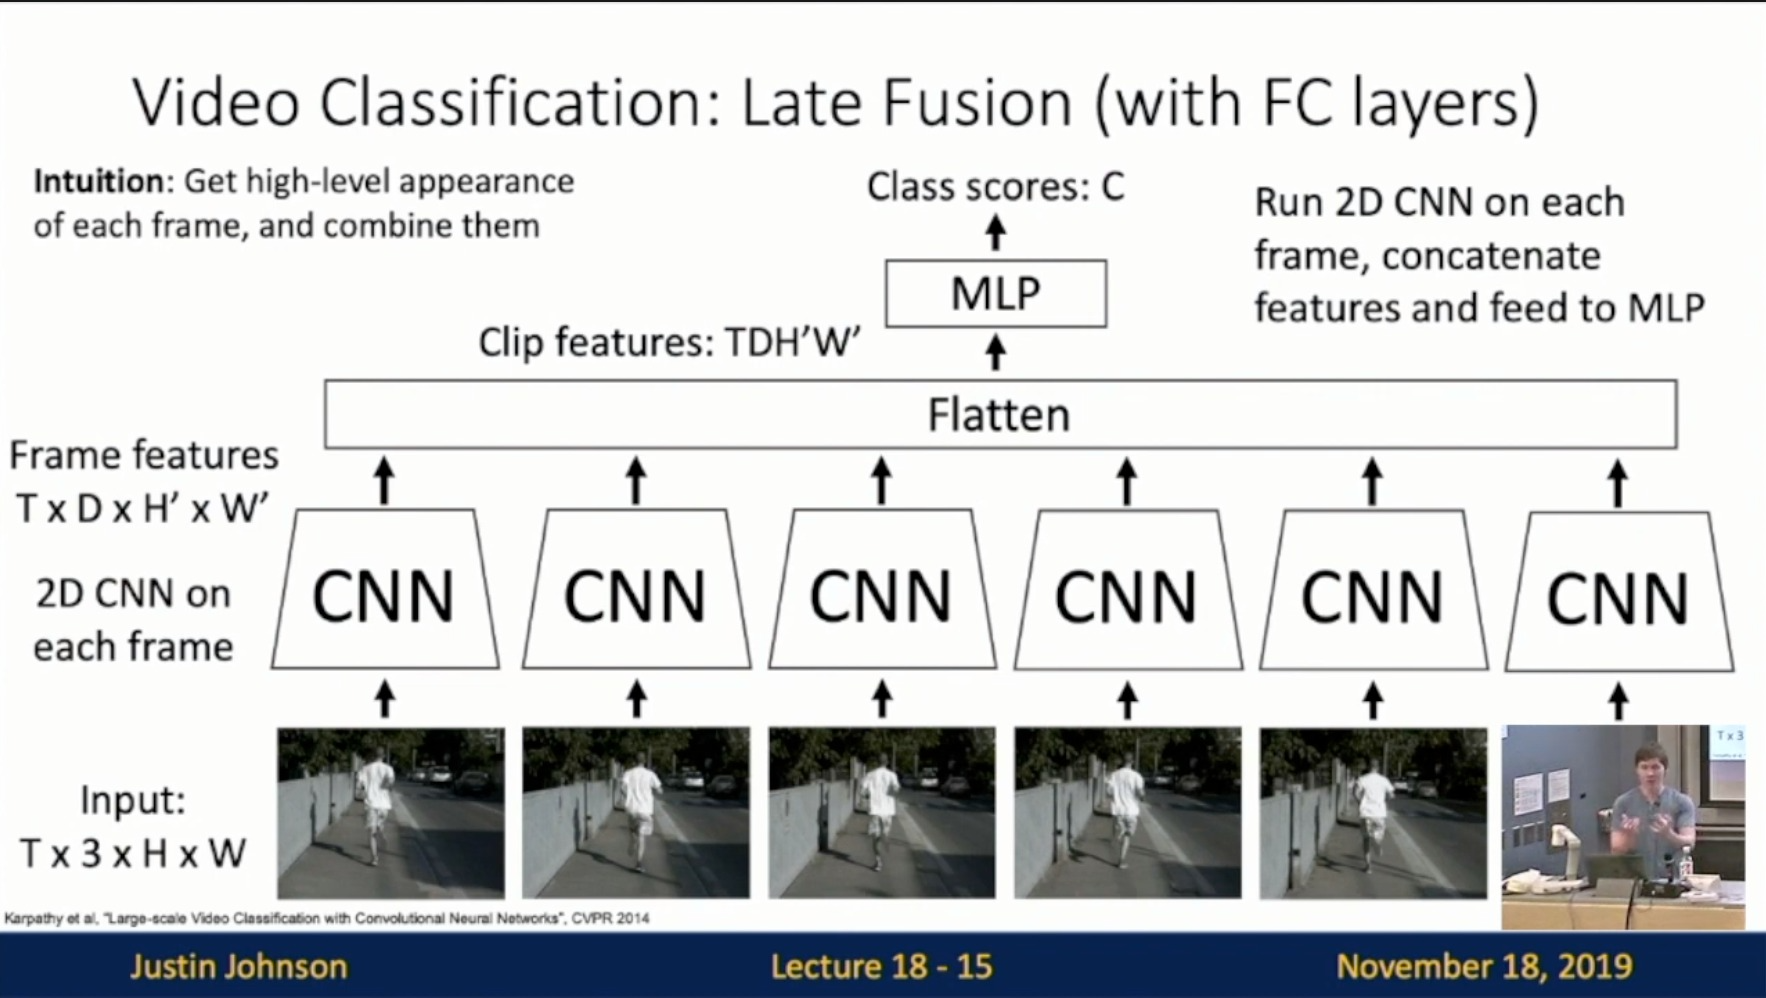 Video Classification: Late Fusion (with FC layers)
Intuition: Get high-level appearance
of each frame, and combine them
Class scores: C
Run 2D CNN on each
frame, concatenate
features and feed to MLP
MLP
Clip features: TDH’W’
Flatten
Frame features
T x D x H’ x W’
2D CNN on
each frame
CNN CNN CNN CNN CNN CNN
Input:
T x 3 x H x W
T x 3
Karpathy et al, “Large-scale Video Classification with Convolutional Neural Networks”, CVPR 2014
Justin Johnson
Lecture 18 - 15
November 18, 2019